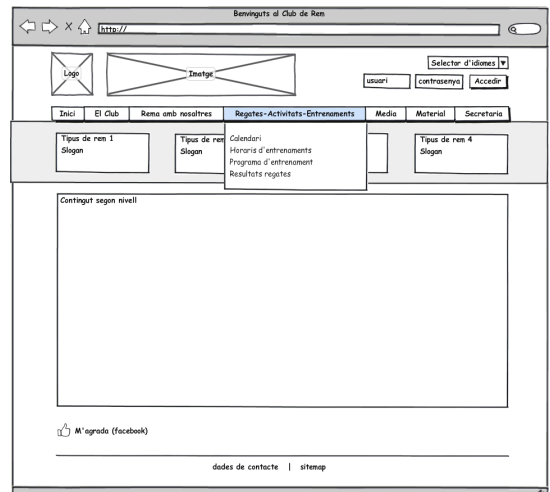 Benvinguts al Club de Rem
http://
Logo
Imatge
Selector d'idiomes
usuari contrasenya Accedir
Inici El Club Rema amb nosaltres Regates-Activitats-Entrenaments Media Material Secretaria
Tipus de rem 1
Slogan
Tipus de rem
Slogan
Calendari
Horaris d'entrenaments
Programa d'entrenament
Resultats regates
Tipus de rem 4
Slogan
Contingut segon nivell
M'agrada (facebook)
dades de contacte | sitemap